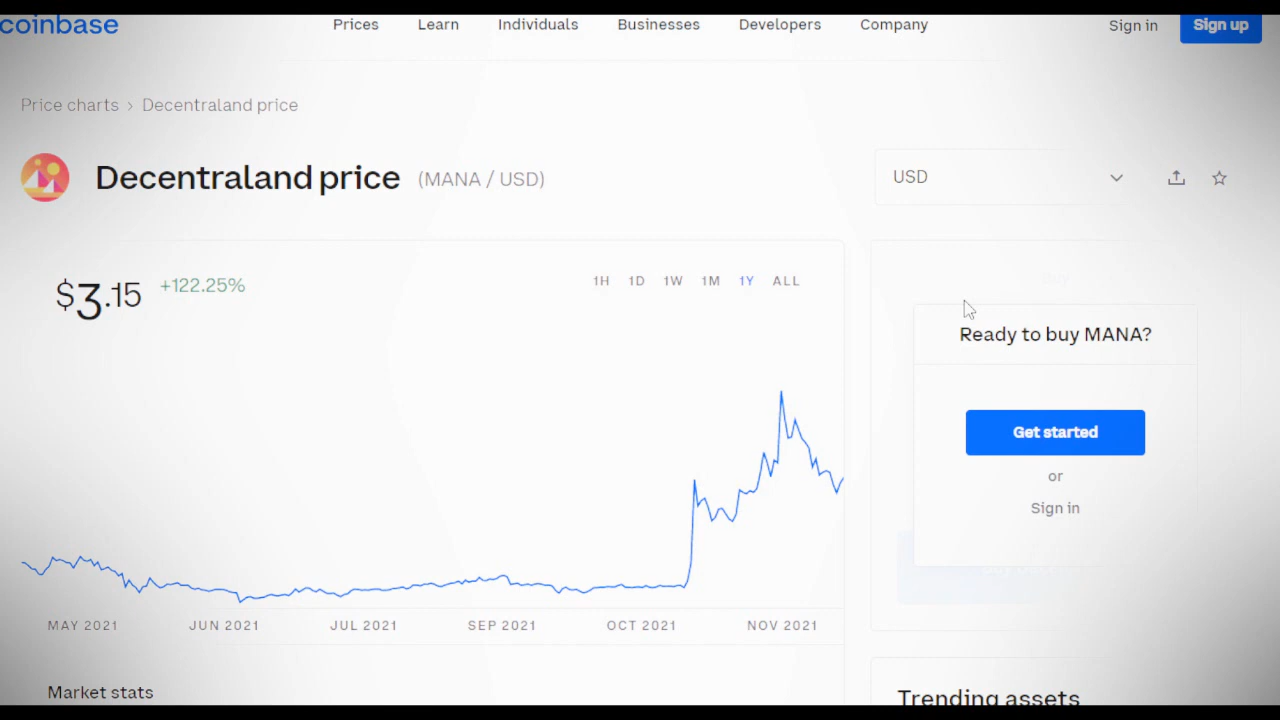 coinbase
Prices Learn Individuals Businesses Developers Company Sign in Sign up
Price charts > Decentraland price
Decentraland price (MANA / USD)
USD
$3.15 +122.25%
1H 1D 1W 1M 1Y ALL
Buy
Ready to buy MANA?
Get started
or
Sign in
MAY 2021 JUN 2021 JUL 2021 SEP 2021 OCT 2021 NOV 2021
Market stats
Trending assets